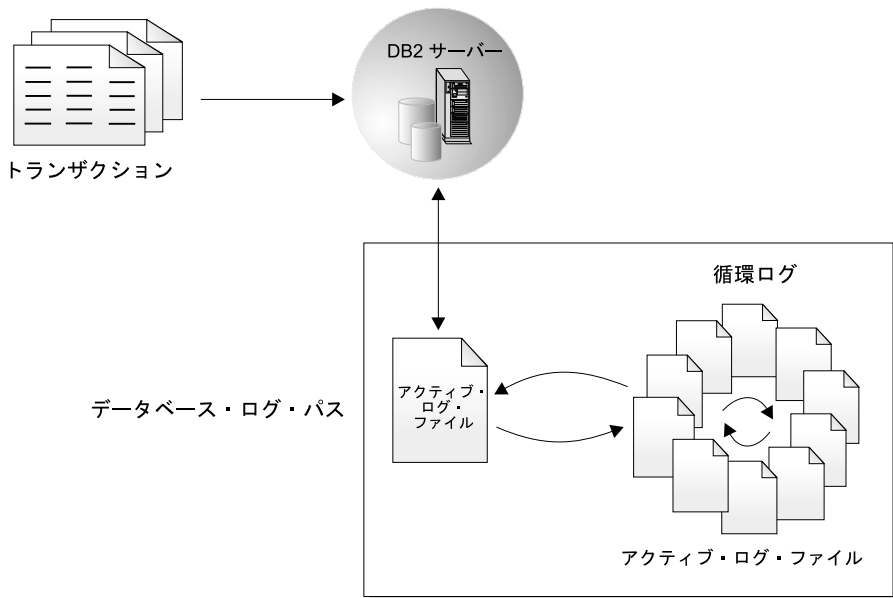 DB2 サーバー
トランザクション
循環ログ
アクティブ・
ログ・
ファイル
データベース・ログ・パス
アクティブ・ログ・ファイル